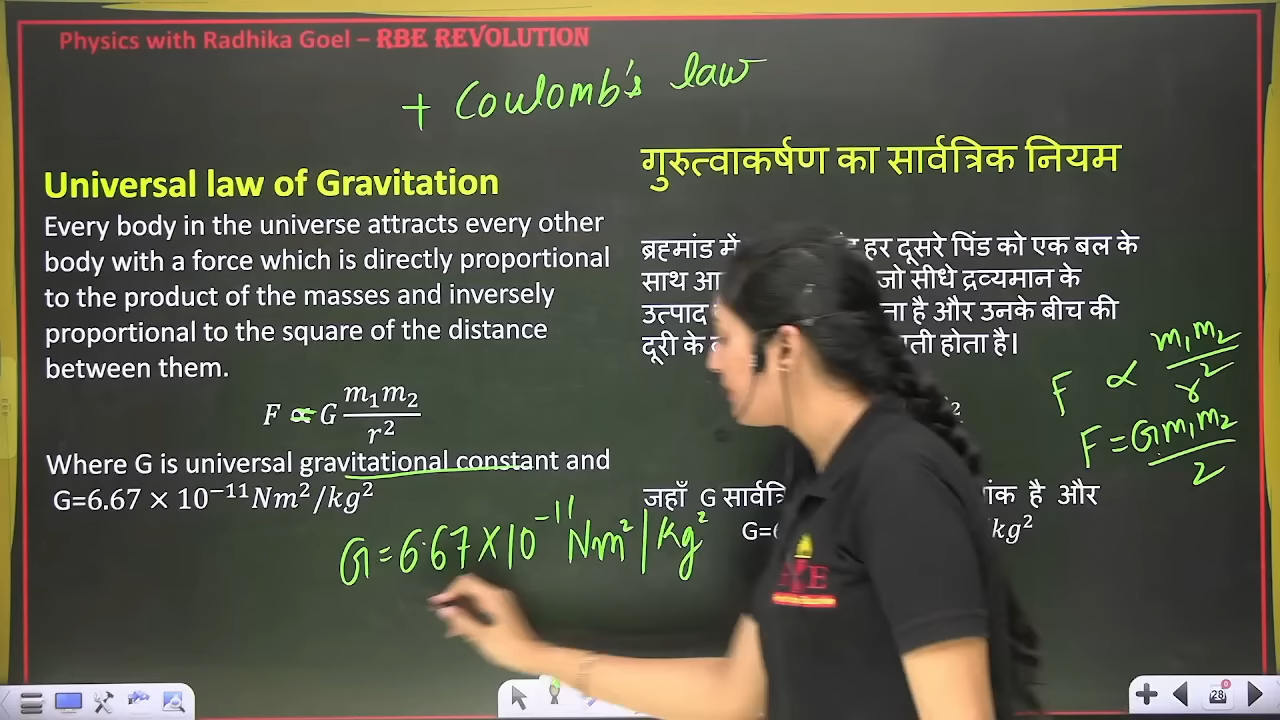 Physics with Radhika Goel – RBE REVOLUTION
+ Coulomb's law
Universal law of Gravitation
Every body in the universe attracts every other
body with a force which is directly proportional
to the product of the masses and inversely
proportional to the square of the distance
between them.
F ∝ G m₁m₂ / r²
Where G is universal gravitational constant and
G=6.67 × 10⁻¹¹Nm²/kg²
G=6.67×10⁻¹¹ Nm²/kg²
गुरुत्वाकर्षण का सार्वत्रिक नियम
ब्रह्मांड में हर दूसरे पिंड को एक बल के
साथ जो सीधे द्रव्यमान के
उत्पाद है और उनके बीच की
दूरी के होता है।
F ∝ m₁m₂ / r²
F = Gm₁m₂ / 2
जहाँ G है और
G= kg²
28